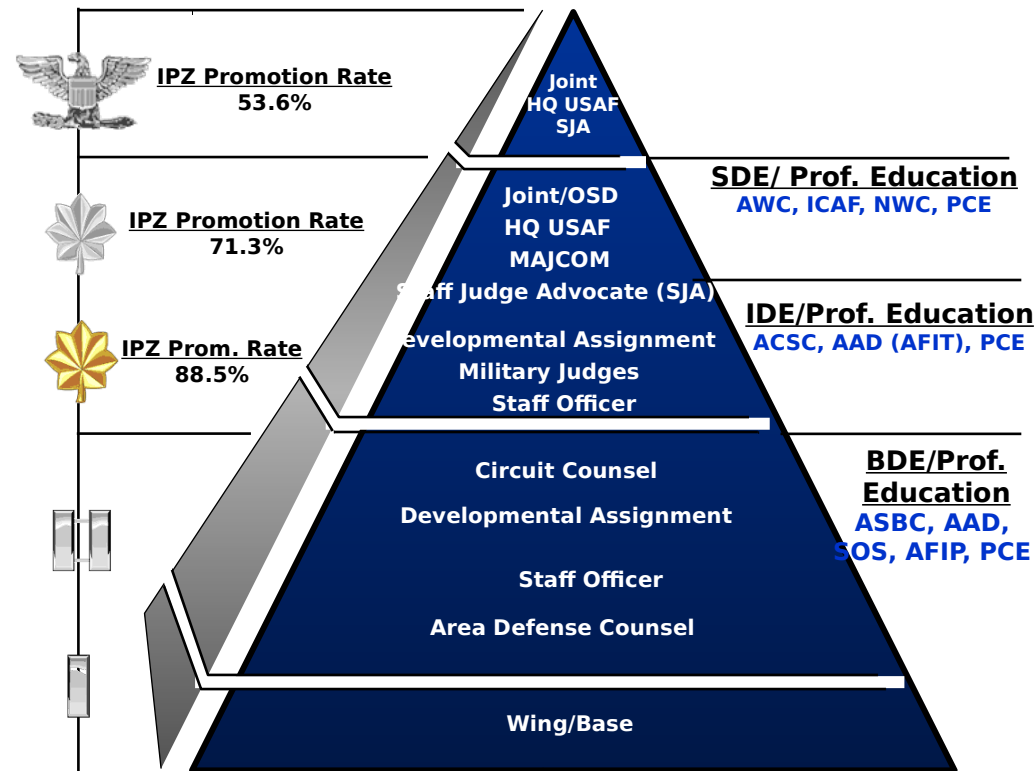 IPZ Promotion Rate
53.6%
IPZ Promotion Rate
71.3%
IPZ Prom. Rate
88.5%
Joint
HQ USAF
SJA
Joint/OSD
HQ USAF
MAJCOM
Staff Judge Advocate (SJA)
Developmental Assignment
Military Judges
Staff Officer
Circuit Counsel
Developmental Assignment
Staff Officer
Area Defense Counsel
Wing/Base
SDE/ Prof. Education
AWC, ICAF, NWC, PCE
IDE/Prof. Education
ACSC, AAD (AFIT), PCE
BDE/Prof.
Education
ASBC, AAD,
SOS, AFIP, PCE